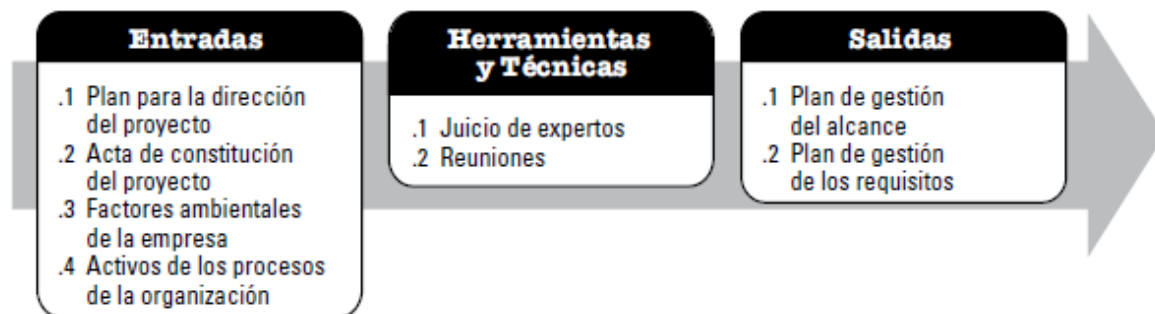 Entradas
.1 Plan para la dirección
del proyecto
.2 Acta de constitución
del proyecto
.3 Factores ambientales
de la empresa
.4 Activos de los procesos
de la organización
Herramientas
y Técnicas
.1 Juicio de expertos
.2 Reuniones
Salidas
.1 Plan de gestión
del alcance
.2 Plan de gestión
de los requisitos